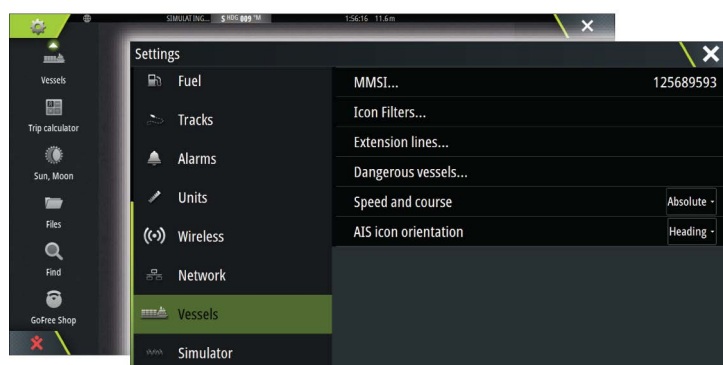 SIMULATING... S HDG 009 °M 1:56:16 11.6 m
Vessels
Trip calculator
Sun, Moon
Files
Find
GoFree Shop
Settings
Fuel
Tracks
Alarms
Units
Wireless
Network
Vessels
Simulator
MMSI... 125689593
Icon Filters...
Extension lines...
Dangerous vessels...
Speed and course Absolute
AIS icon orientation Heading